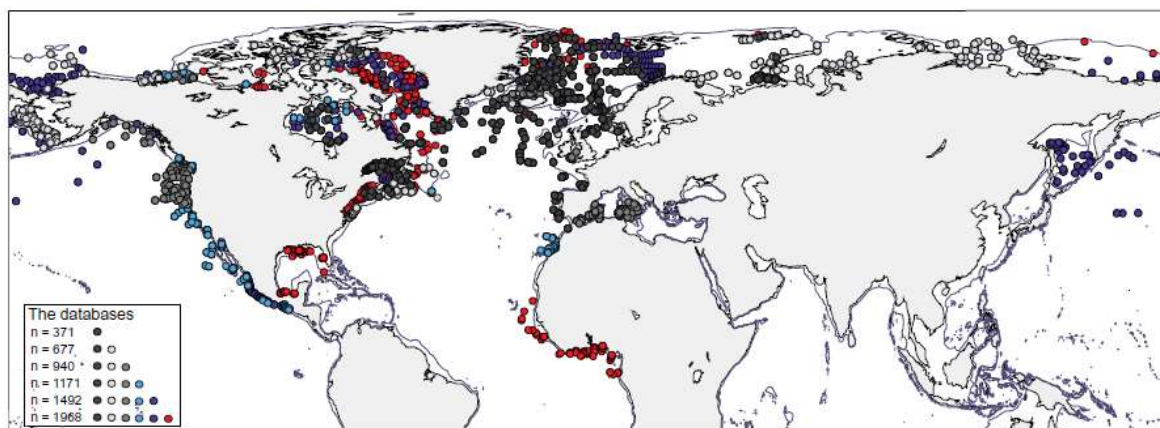 The databases
n = 371
n = 677
n = 940
n = 1171
n = 1492
n = 1968